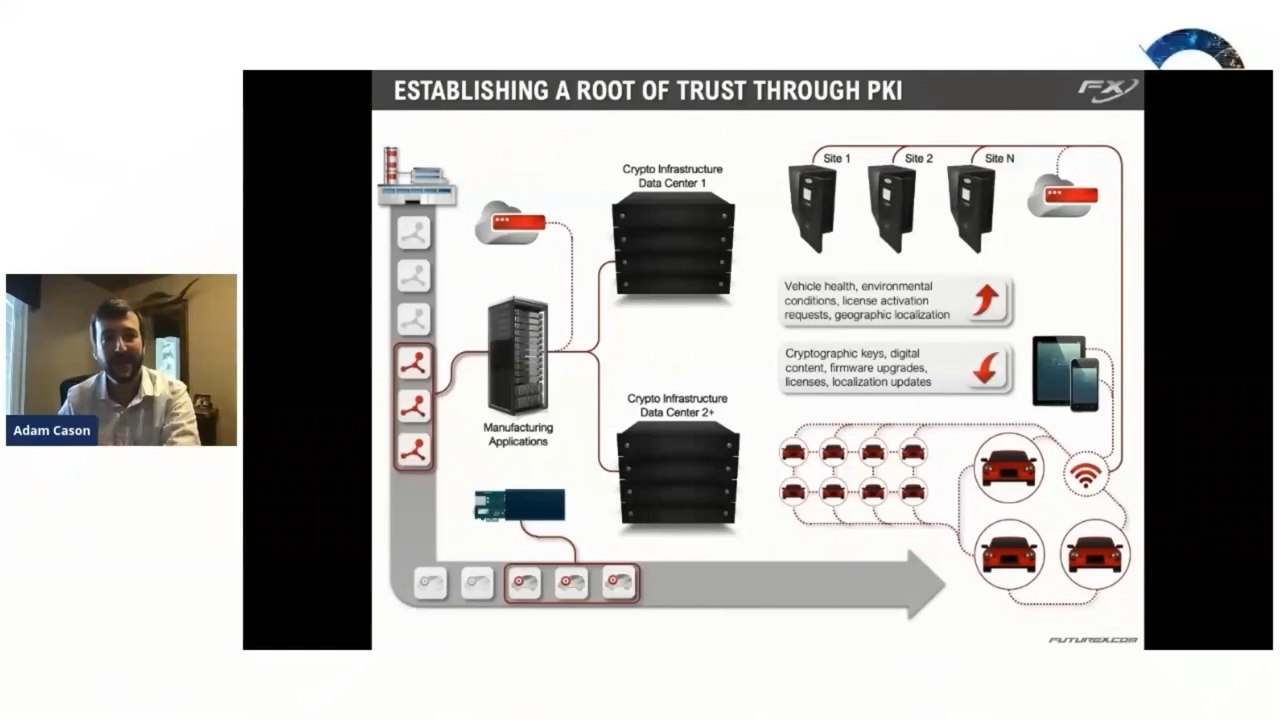 ESTABLISHING A ROOT OF TRUST THROUGH PKI
FX
Crypto Infrastructure
Data Center 1
Site 1
Site 2
Site N
Vehicle health, environmental
conditions, license activation
requests, geographic localization
Cryptographic keys, digital
content, firmware upgrades,
licenses, localization updates
Crypto Infrastructure
Data Center 2+
Manufacturing
Applications
Adam Cason
FUTUREX.COM